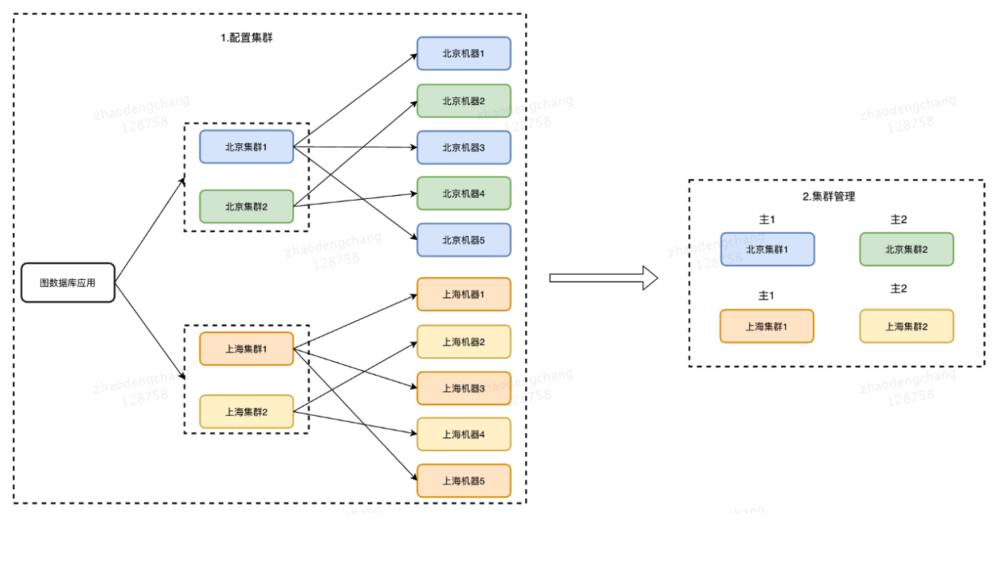 1.配置集群
北京机器1
北京机器2
北京集群1
北京机器3
北京集群2
北京机器4
北京机器5
图数据库应用
上海机器1
上海集群1
上海机器2
上海机器3
上海集群2
上海机器4
上海机器5
2.集群管理
主1
主2
北京集群1
北京集群2
主1
主2
上海集群1
上海集群2
zhaodengchang
128758
zhaodengchang
128758
zhaodengchang
128758
zhaodengchang
128758
zhaodengchang
128758
zhaodengchang
128758
zhaodengchang
128758
zhaodengchang
128758